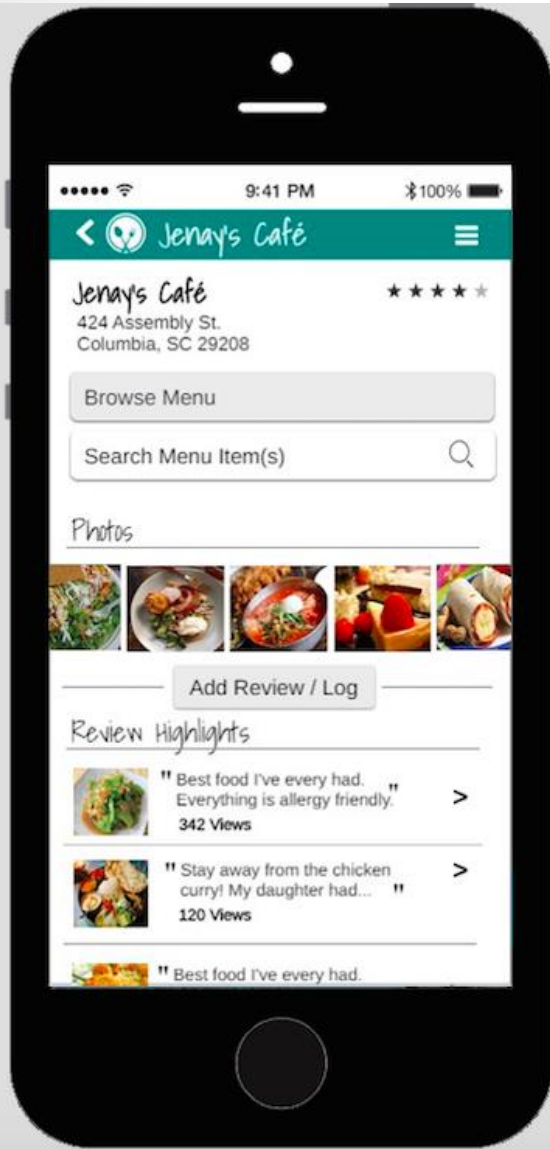 9:41 PM 100%
Jenay's Café
Jenay's Café
424 Assembly St.
Columbia, SC 29208
Browse Menu
Search Menu Item(s)
Photos
Add Review / Log
Review Highlights
" Best food I've every had.
Everything is allergy friendly."
342 Views
" Stay away from the chicken
curry! My daughter had... "
120 Views
" Best food I've every had.